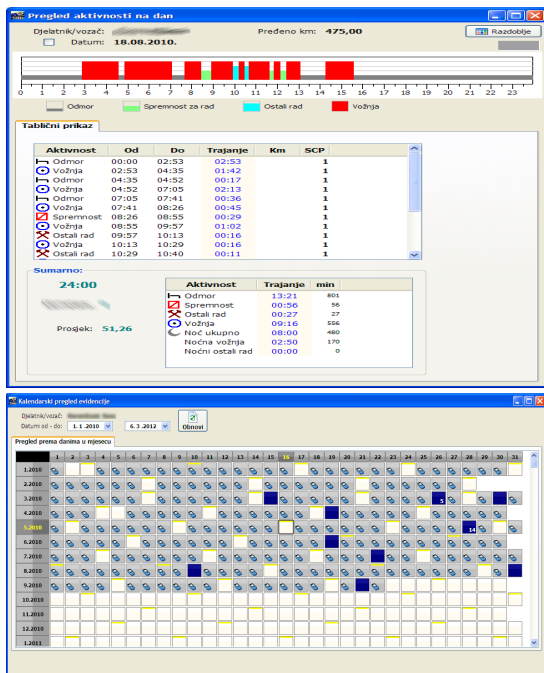 Pregled aktivnosti na dan
Djelatnik/vozač: Pređeno km: 475,00 Razdoblje
Datum: 18.08.2010.
0 1 2 3 4 5 6 7 8 9 10 11 12 13 14 15 16 17 18 19 20 21 22 23
Odmor Spremnost za rad Ostali rad Vožnja
Tablični prikaz
Aktivnost Od Do Trajanje Km SCP
Odmor 00:00 02:53 02:53 1
Vožnja 02:53 04:35 01:42 1
Odmor 04:35 04:52 00:17 1
Vožnja 04:52 07:05 02:13 1
Odmor 07:05 07:41 00:36 1
Vožnja 07:41 08:26 00:45 1
Spremnost 08:26 08:55 00:29 1
Vožnja 08:55 09:57 01:02 1
Ostali rad 09:57 10:13 00:16 1
Vožnja 10:13 10:29 00:16 1
Ostali rad 10:29 10:40 00:11 1
Sumarno:
24:00
Prosjek: 51,26
Aktivnost Trajanje min
Odmor 13:21 801
Spremnost 00:56 56
Ostali rad 00:27 27
Vožnja 09:16 556
Noć ukupno 08:00 480
Noćna vožnja 02:50 170
Noćni ostali rad 00:00 0
Kalendarski pregled evidencije
Djelatnik/vozač:
Datumi od - do: 1.1.2010 6.3.2012 Obnovi
Pregled prema danima u mjesecu
1 2 3 4 5 6 7 8 9 10 11 12 13 14 15 16 17 18 19 20 21 22 23 24 25 26 27 28 29 30 31
1.2010
2.2010
3.2010 5
4.2010
5.2010 14
6.2010
7.2010
8.2010
9.2010
10.2010
11.2010
12.2010
1.2011